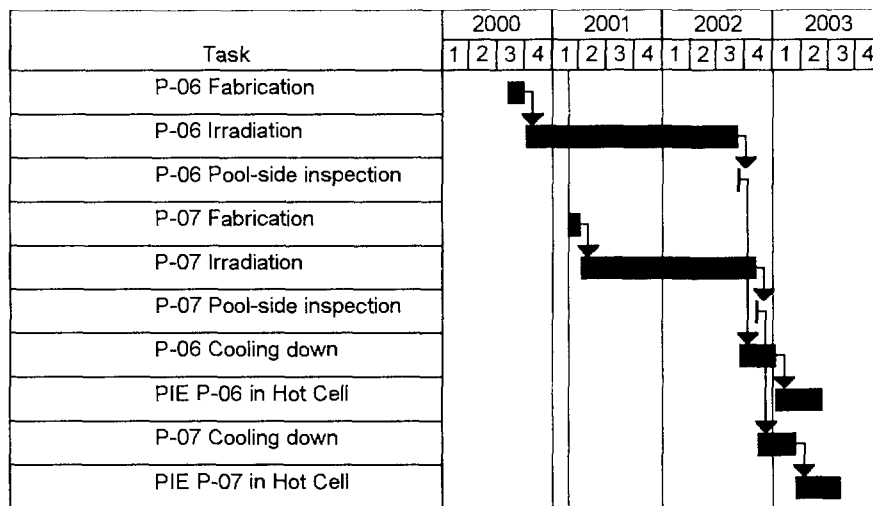 2000 2001 2002 2003
Task 1 2 3 4 1 2 3 4 1 2 3 4 1 2 3 4
P-06 Fabrication
P-06 Irradiation
P-06 Pool-side inspection
P-07 Fabrication
P-07 Irradiation
P-07 Pool-side inspection
P-06 Cooling down
PIE P-06 in Hot Cell
P-07 Cooling down
PIE P-07 in Hot Cell